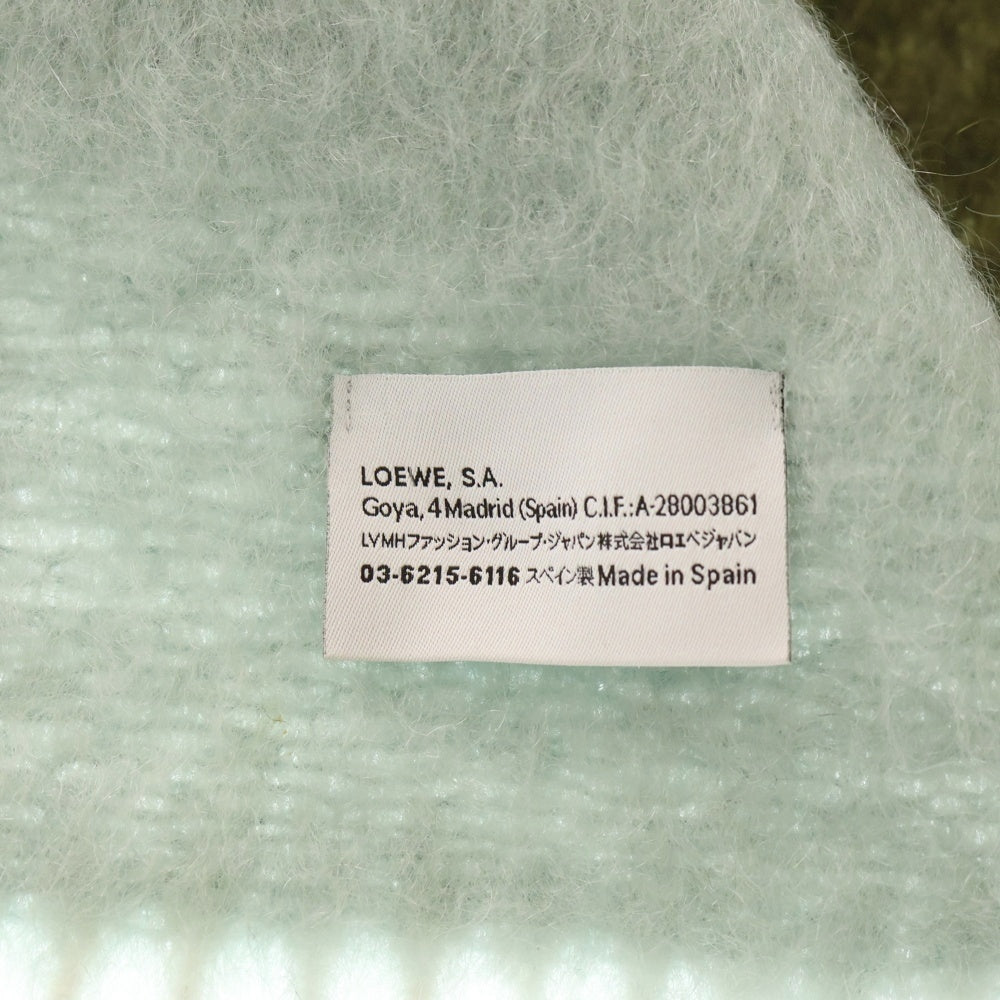 LOEWE, S.A.
Goya, 4 Madrid (Spain) C.I.F.:A-28003861
LVMHファッション・グループ・ジャパン株式会社ロエベジャパン
03-6215-6116 スペイン製 Made in Spain